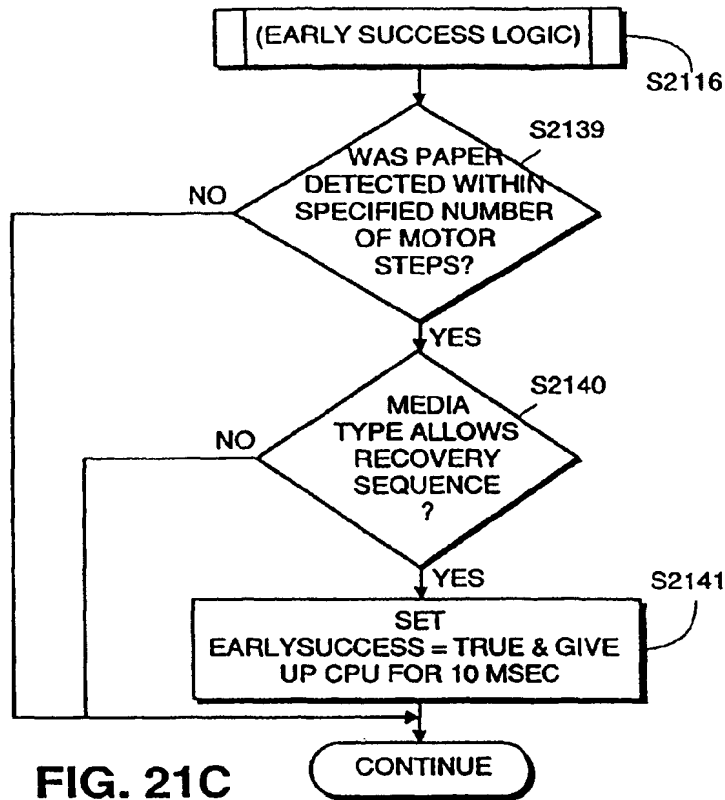 (EARLY SUCCESS LOGIC)
S2116
S2139
WAS PAPER
DETECTED WITHIN
SPECIFIED NUMBER
OF MOTOR
STEPS?
NO
YES
S2140
MEDIA
TYPE ALLOWS
RECOVERY
SEQUENCE
?
NO
YES
S2141
SET
EARLYSUCCESS = TRUE & GIVE
UP CPU FOR 10 MSEC
CONTINUE
FIG. 21C